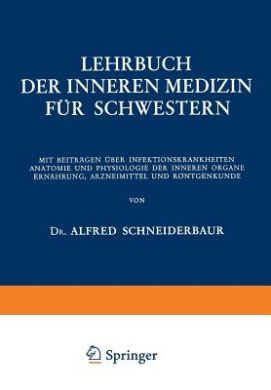 LEHRBUCH
DER INNEREN MEDIZIN
FÜR SCHWESTERN
MIT BEITRAGEN ÜBER INFEKTIONSKRANKHEITEN
ANATOMIE UND PHYSIOLOGIE DER INNEREN ORGANE
ERNÄHRUNG, ARZNEIMITTEL UND RÖNTGENKUNDE
VON
DR. ALFRED SCHNEIDERBAUR
Springer